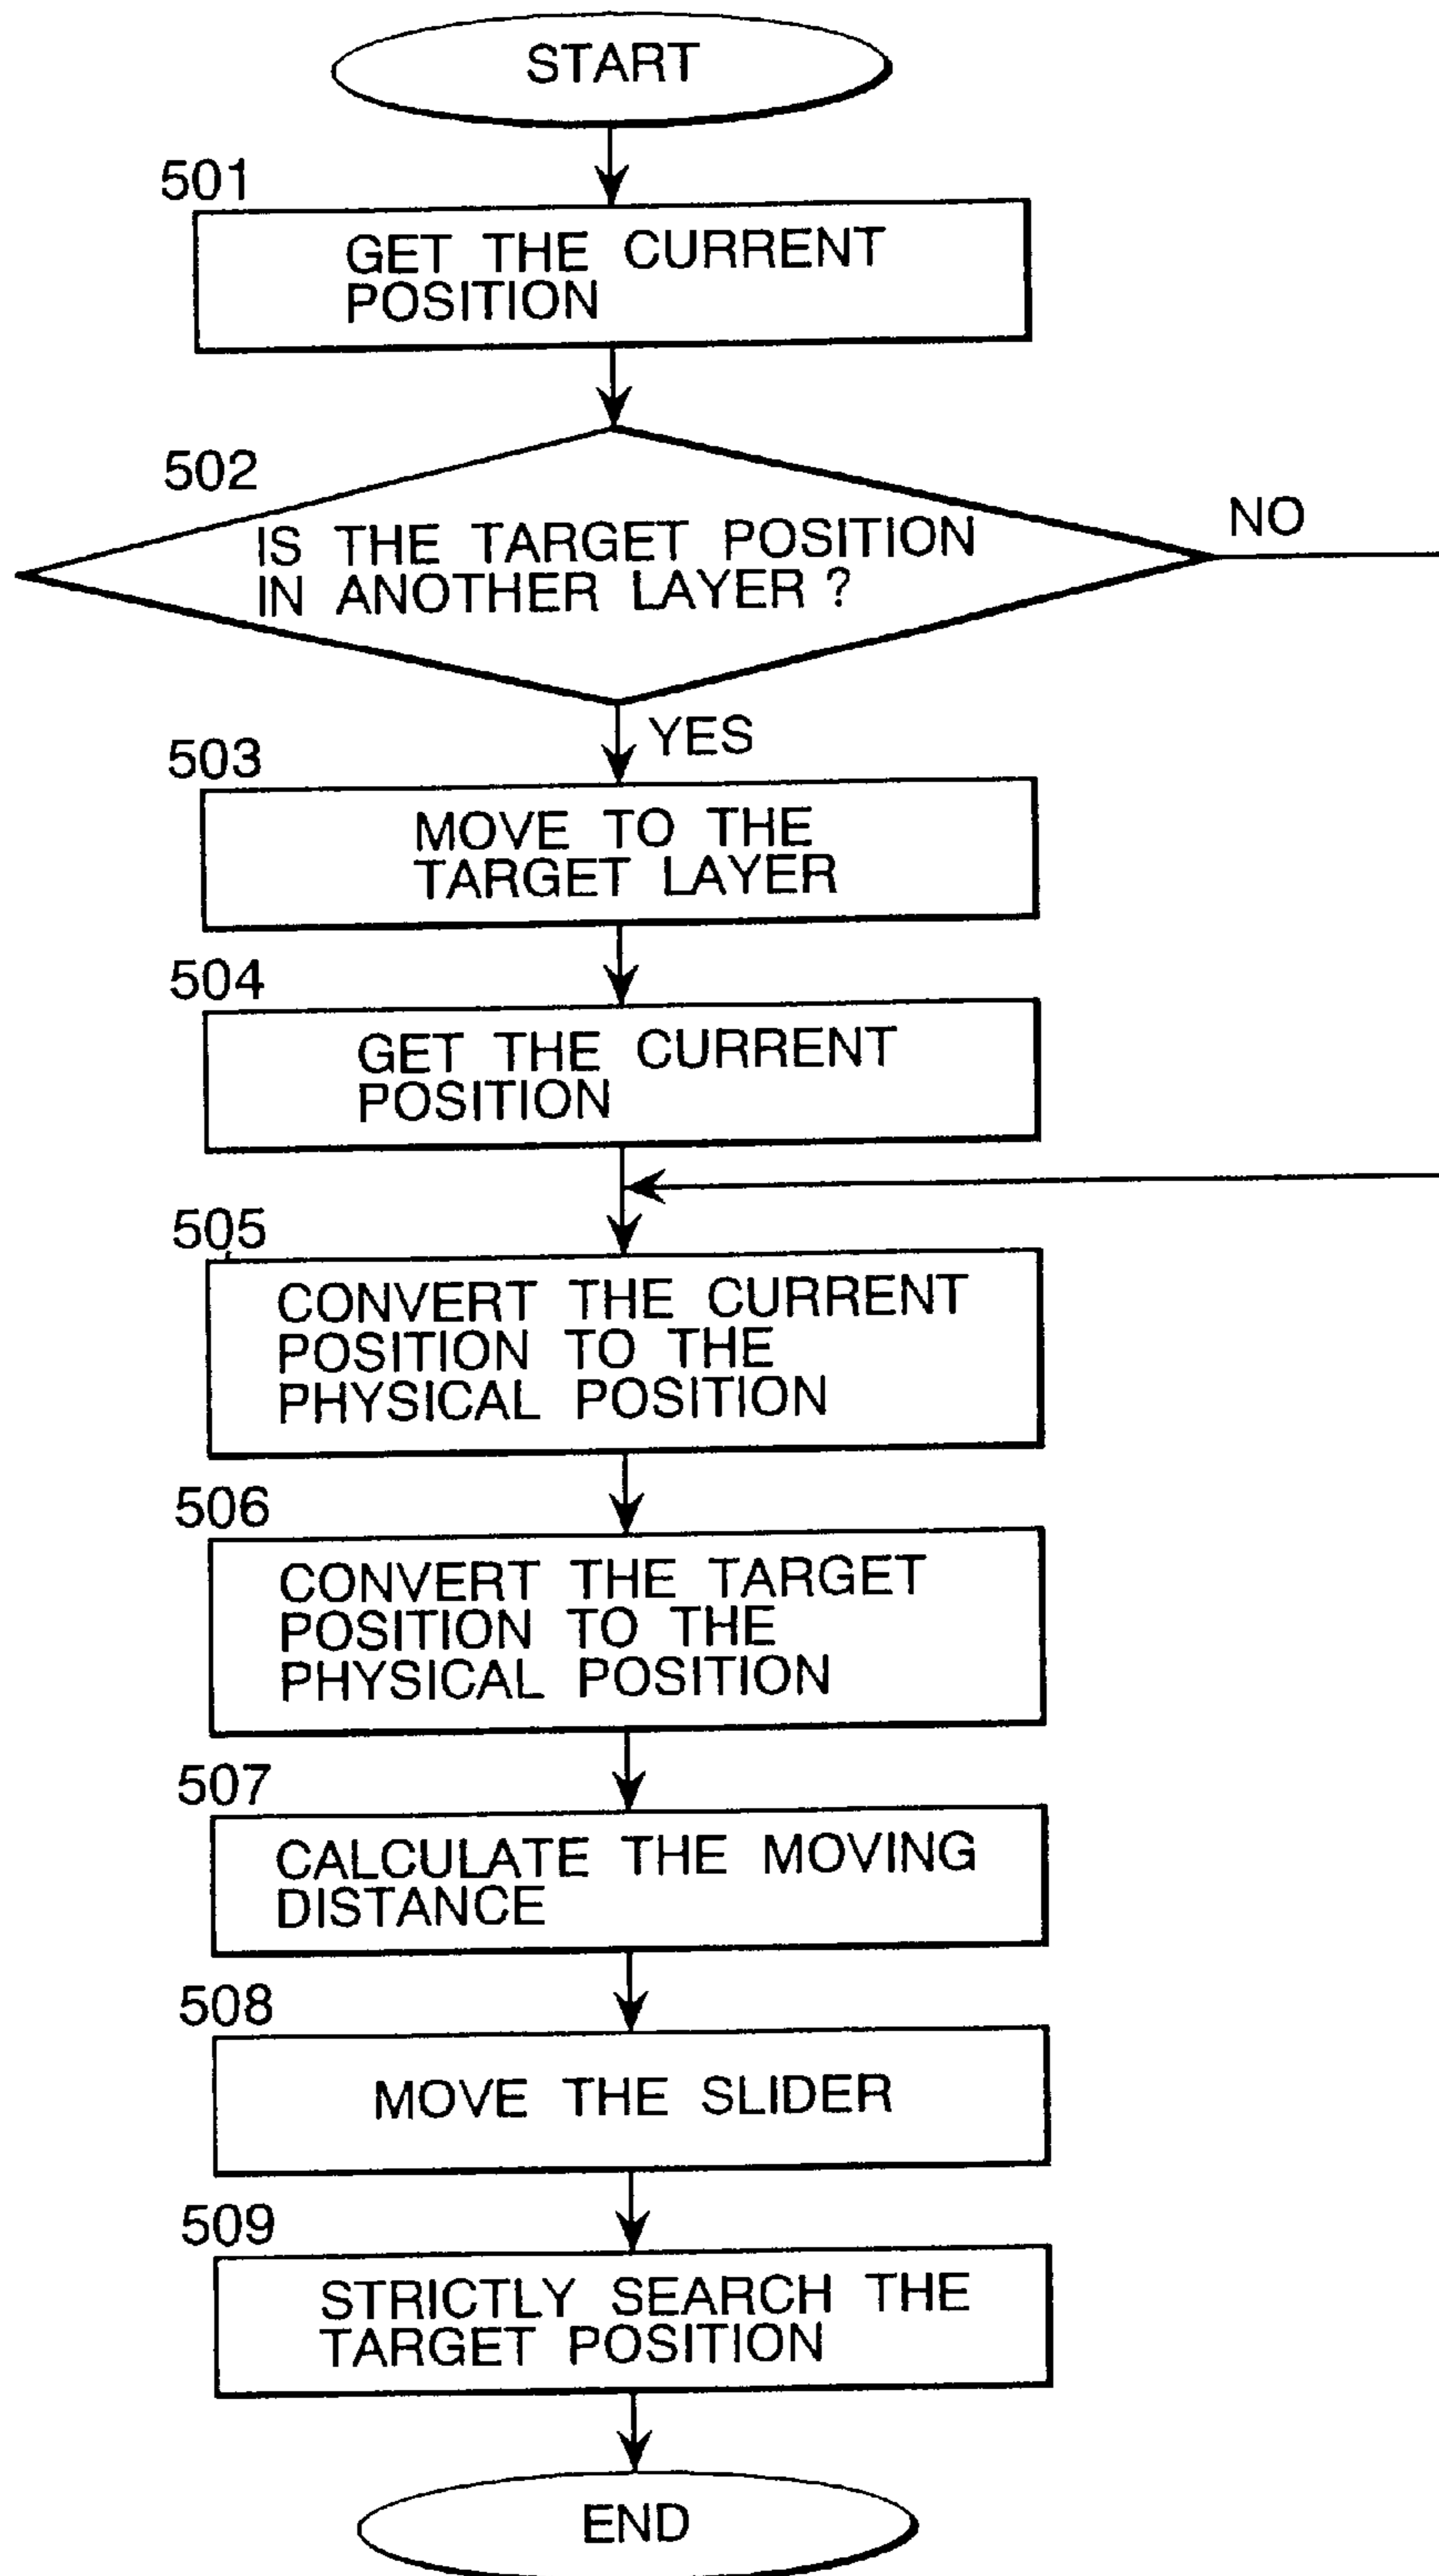 START
501
GET THE CURRENT
POSITION
502
IS THE TARGET POSITION
IN ANOTHER LAYER ?
NO
YES
503
MOVE TO THE
TARGET LAYER
504
GET THE CURRENT
POSITION
505
CONVERT THE CURRENT
POSITION TO THE
PHYSICAL POSITION
506
CONVERT THE TARGET
POSITION TO THE
PHYSICAL POSITION
507
CALCULATE THE MOVING
DISTANCE
508
MOVE THE SLIDER
509
STRICTLY SEARCH THE
TARGET POSITION
END